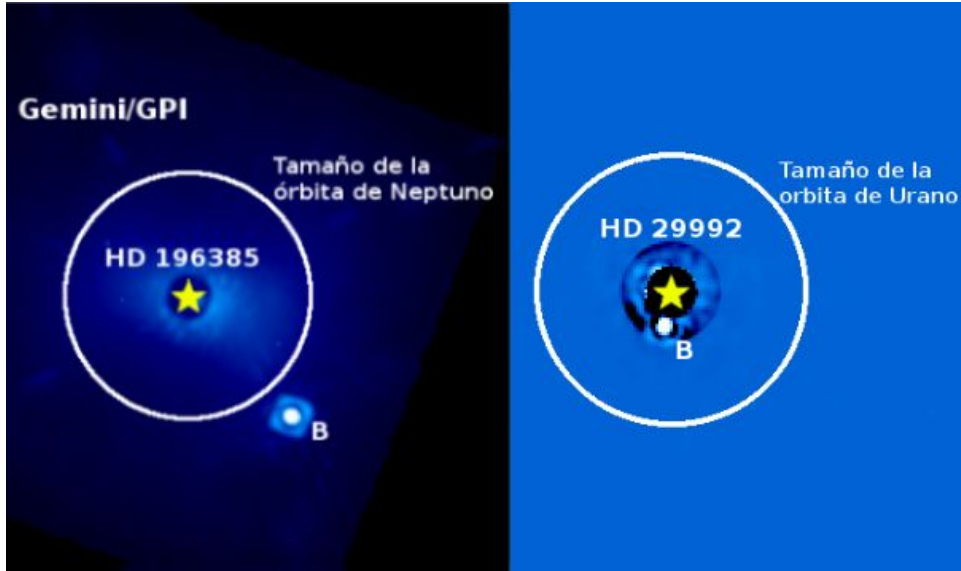 Gemini/GPI
Tamaño de la
órbita de Neptuno
HD 196385
B
Tamaño de la
orbita de Urano
HD 29992
B